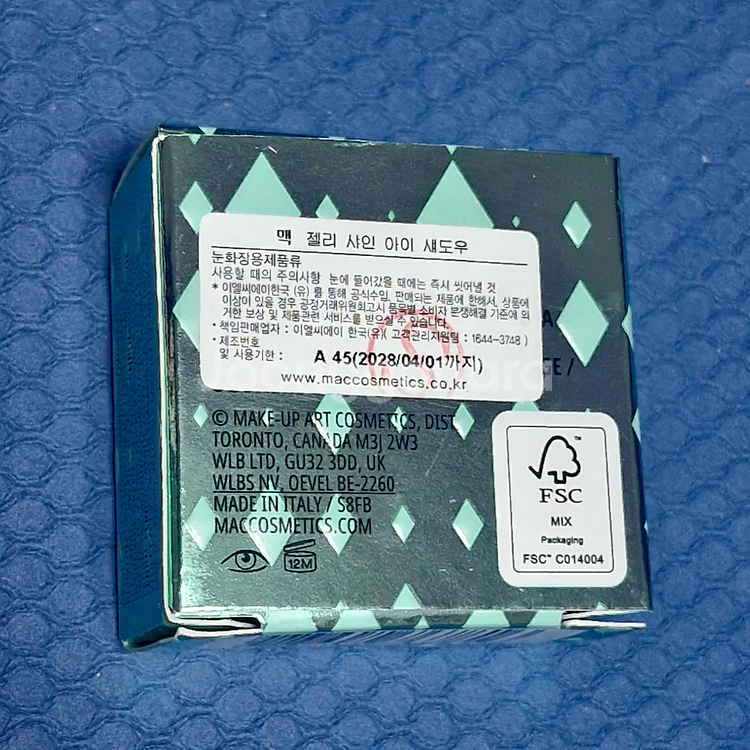 맥 젤리 샤인 아이 섀도우
눈화장용제품류
사용할 때의 주의사항 눈에 들어갔을 때에는 즉시 씻어낼 것
* 이엘씨에이한국 (유) 를 통해 공식수입, 판매되는 제품에 한해서, 상품에
이상이 있을 경우 공정거래위원회고시 품목별 소비자 분쟁해결 기준에 의
거한 보상 및 제품관련 서비스를 받으실 수 있습니다.
* 책임판매업자 : 이엘씨에이 한국(유)( 고객관리지원팀 : 1644-3748 )
* 제조번호
및 사용기한 : A 45(2028/04/01까지)
www.maccosmetics.co.kr
GE /
© MAKE-UP ART COSMETICS, DIST
TORONTO, CANADA M3J 2W3
WLB LTD, GU32 3DD, UK
WLBS NV, OEVEL BE-2260
MADE IN ITALY / S8FB
MACCOSMETICS.COM
12M
FSC
MIX
Packaging
FSC™ C014004